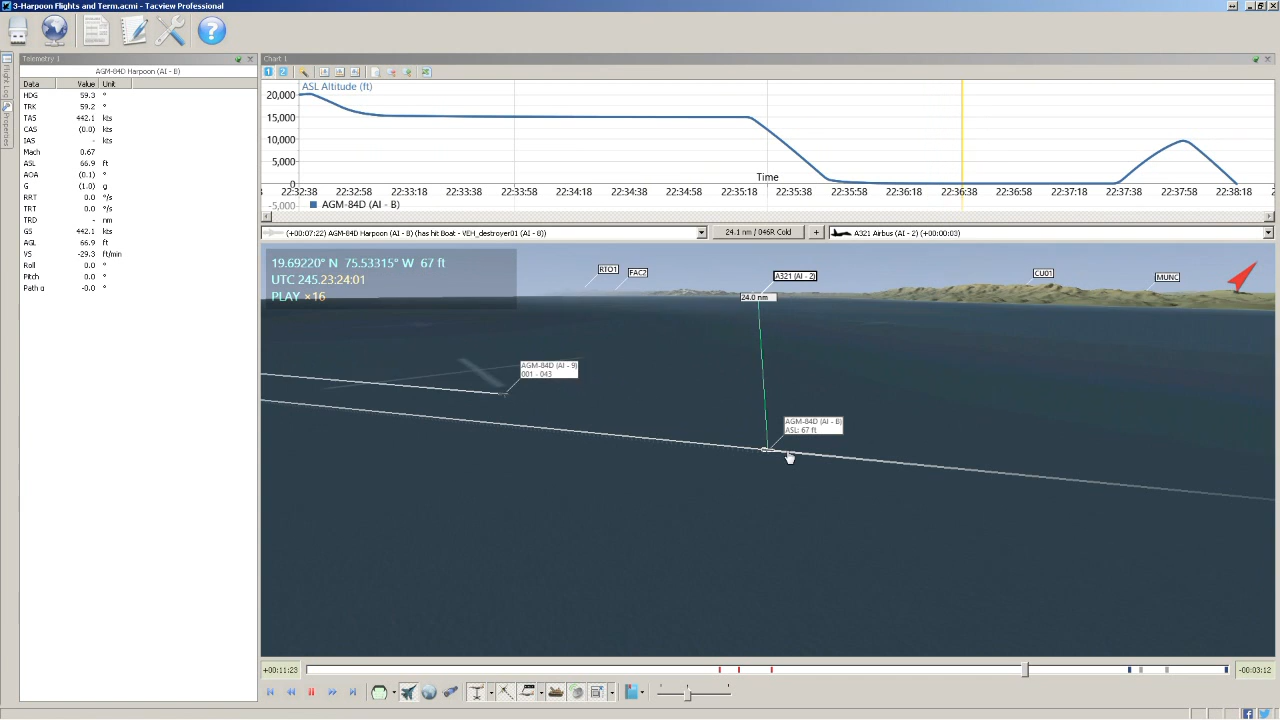 3-Harpoon Flights and Term.acmi - Tacview Professional
Telemetry 1
AGM-84D Harpoon (AI - B)
Data Value Unit
HDG 59.3 °
TRK 59.2 °
TAS 442.1 kts
CAS (0.0) kts
IAS - kts
Mach 0.67
ASL 66.9 ft
AOA (0.1) °
G (1.0) g
RRT 0.0 °/s
TRT 0.0 °/s
TRD - nm
GS 442.1 kts
AGL 66.9 ft
VS -29.3 ft/min
Roll 0.0 °
Pitch 0.0 °
Path α -0.0 °
Flight Log
Properties
Chart 1
1 2
ASL Altitude (ft)
20,000
15,000
10,000
5,000
0
-5,000
Time
22:32:38 22:32:58 22:33:18 22:33:38 22:33:58 22:34:18 22:34:38 22:34:58 22:35:18 22:35:38 22:35:58 22:36:18 22:36:38 22:36:58 22:37:18 22:37:38 22:37:58 22:38:18
AGM-84D (AI - B)
(+00:07:22) AGM-84D Harpoon (AI - B) (has hit Boat - VEH_destroyer01 (AI - B))
24.1 nm / 046R Cold
+
A321 Airbus (AI - 2) (+00:00:03)
19.69220° N 75.53315° W 67 ft
UTC 245.23:24:01
PLAY ×16
RTO1
FAC2
A321 (AI - 2)
CU01
MUNC
24.0 nm
AGM-84D (AI - 9)
001 - 043
AGM-84D (AI - B)
ASL: 67 ft
+00:11:23
-00:03:12